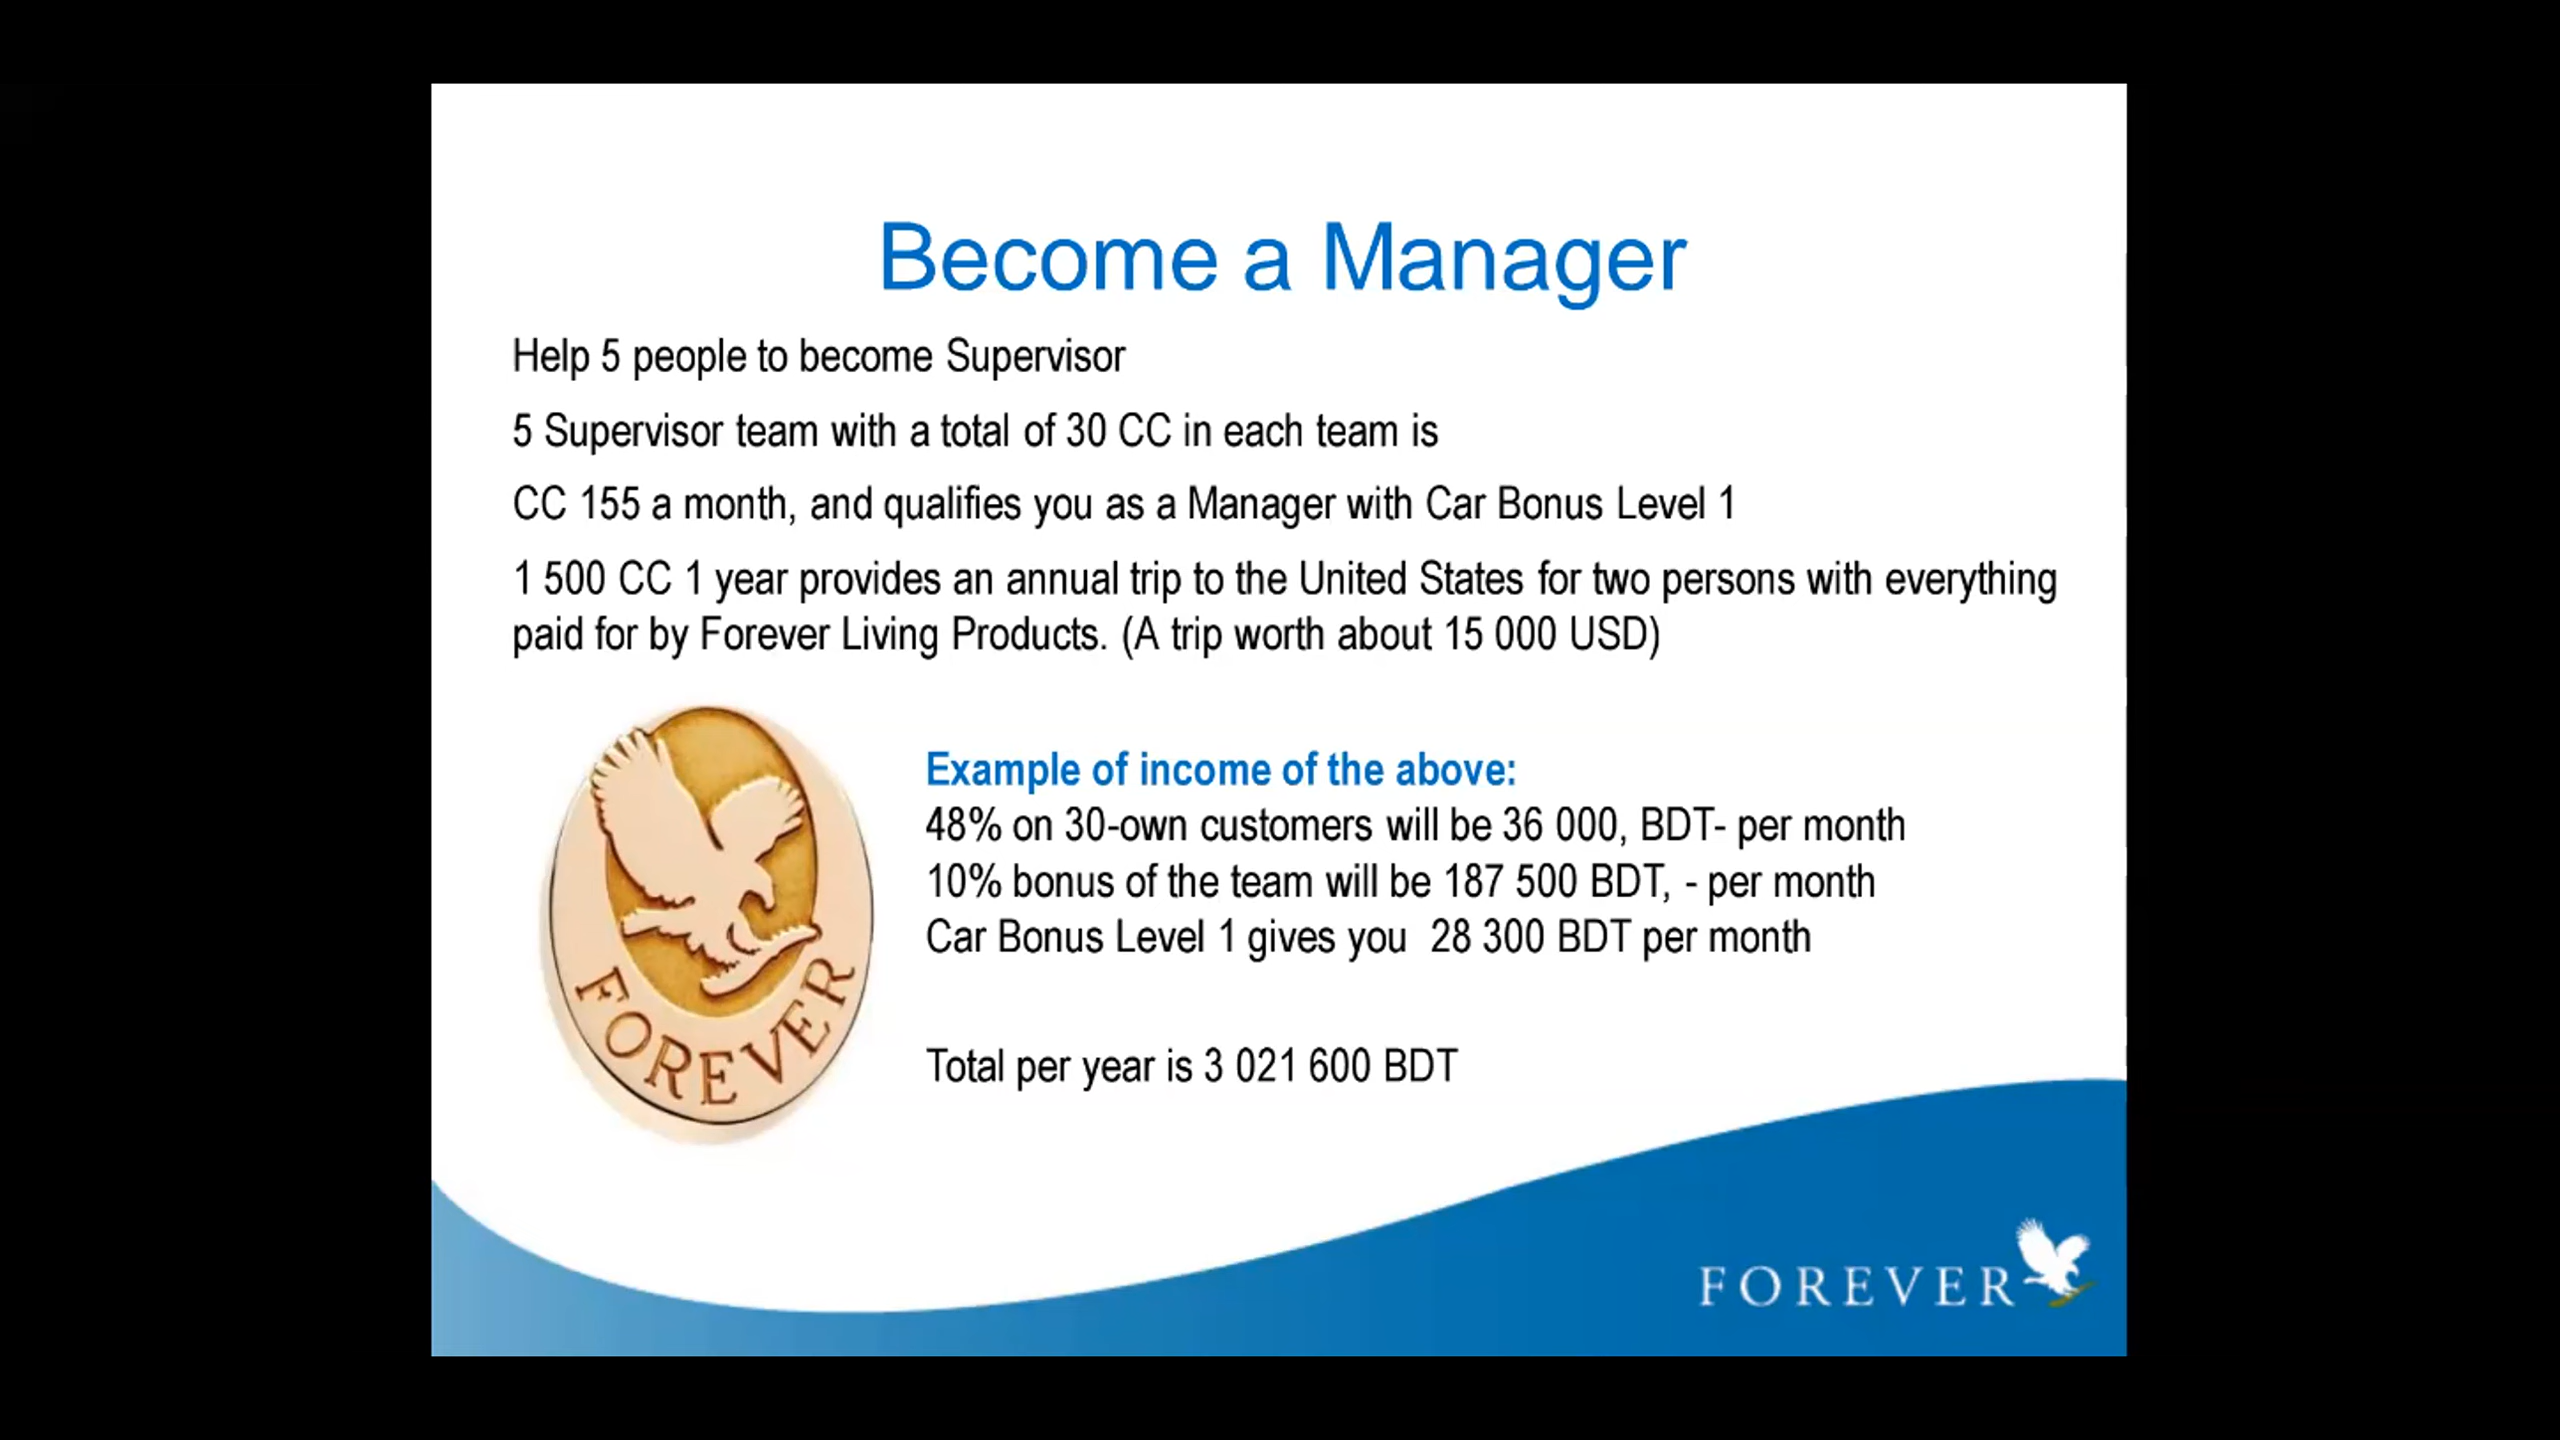 Become a Manager
Help 5 people to become Supervisor
5 Supervisor team with a total of 30 CC in each team is
CC 155 a month, and qualifies you as a Manager with Car Bonus Level 1
1 500 CC 1 year provides an annual trip to the United States for two persons with everything
paid for by Forever Living Products. (A trip worth about 15 000 USD)
Example of income of the above:
48% on 30-own customers will be 36 000, BDT- per month
10% bonus of the team will be 187 500 BDT, - per month
Car Bonus Level 1 gives you  28 300 BDT per month
Total per year is 3 021 600 BDT
FOREVER
FOREVER